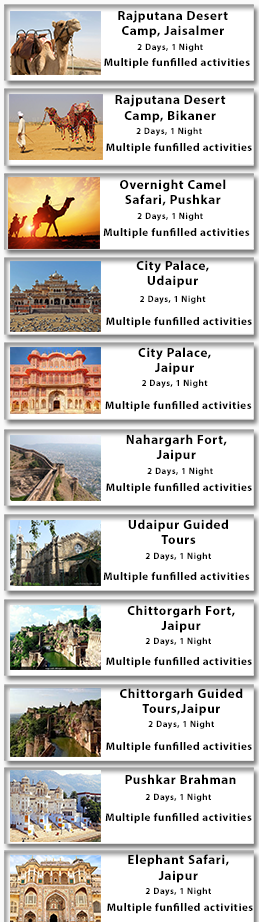 Rajputana Desert
Camp, Jaisalmer
2 Days, 1 Night
Multiple funfilled activities
Rajputana Desert
Camp, Bikaner
2 Days, 1 Night
Multiple funfilled activities
Overnight Camel
Safari, Pushkar
2 Days, 1 Night
Multiple funfilled activities
City Palace,
Udaipur
2 Days, 1 Night
Multiple funfilled activities
City Palace,
Jaipur
2 Days, 1 Night
Multiple funfilled activities
Nahargarh Fort,
Jaipur
2 Days, 1 Night
Multiple funfilled activities
Udaipur Guided
Tours
2 Days, 1 Night
Multiple funfilled activities
Chittorgarh Fort,
Jaipur
2 Days, 1 Night
Multiple funfilled activities
Chittorgarh Guided
Tours,Jaipur
2 Days, 1 Night
Multiple funfilled activities
Pushkar Brahman
2 Days, 1 Night
Multiple funfilled activities
Elephant Safari,
Jaipur
2 Days, 1 Night
Multiple funfilled activities